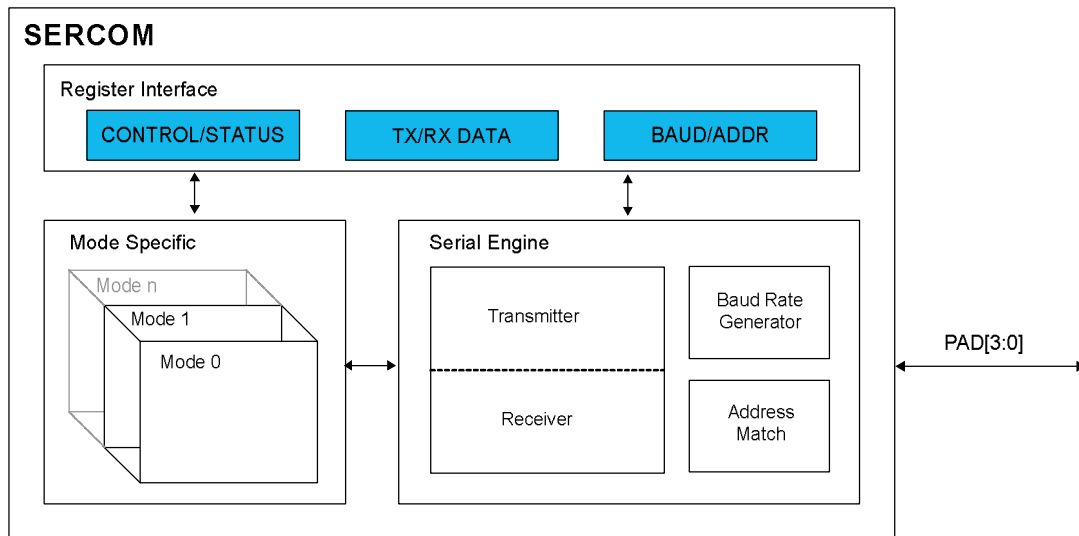 SERCOM
Register Interface
CONTROL/STATUS
TX/RX DATA
BAUD/ADDR
Mode Specific
Mode n
Mode 1
Mode 0
Serial Engine
Transmitter
Receiver
Baud Rate
Generator
Address
Match
PAD[3:0]